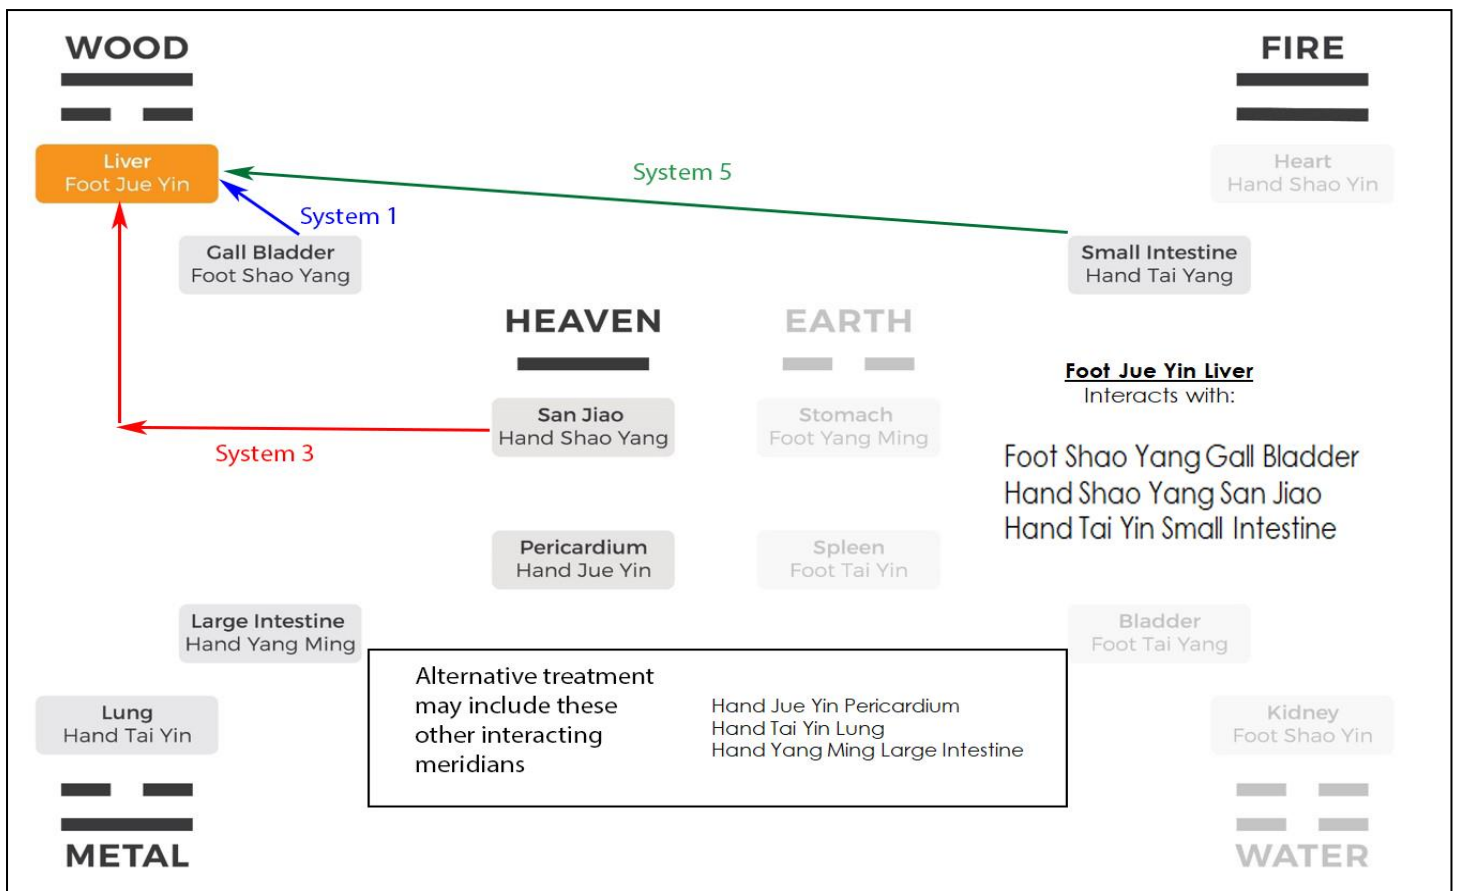 WOOD
FIRE
Liver
Foot Jue Yin
System 5
Heart
Hand Shao Yin
System 1
Gall Bladder
Foot Shao Yang
Small Intestine
Hand Tai Yang
HEAVEN
EARTH
Foot Jue Yin Liver
Interacts with:
San Jiao
Hand Shao Yang
Stomach
Foot Yang Ming
System 3
Foot Shao Yang Gall Bladder
Hand Shao Yang San Jiao
Hand Tai Yin Small Intestine
Pericardium
Hand Jue Yin
Spleen
Foot Tai Yin
Large Intestine
Hand Yang Ming
Bladder
Foot Tai Yang
Alternative treatment
may include these
other interacting
meridians
Hand Jue Yin Pericardium
Hand Tai Yin Lung
Hand Yang Ming Large Intestine
Lung
Hand Tai Yin
Kidney
Foot Shao Yin
METAL
WATER